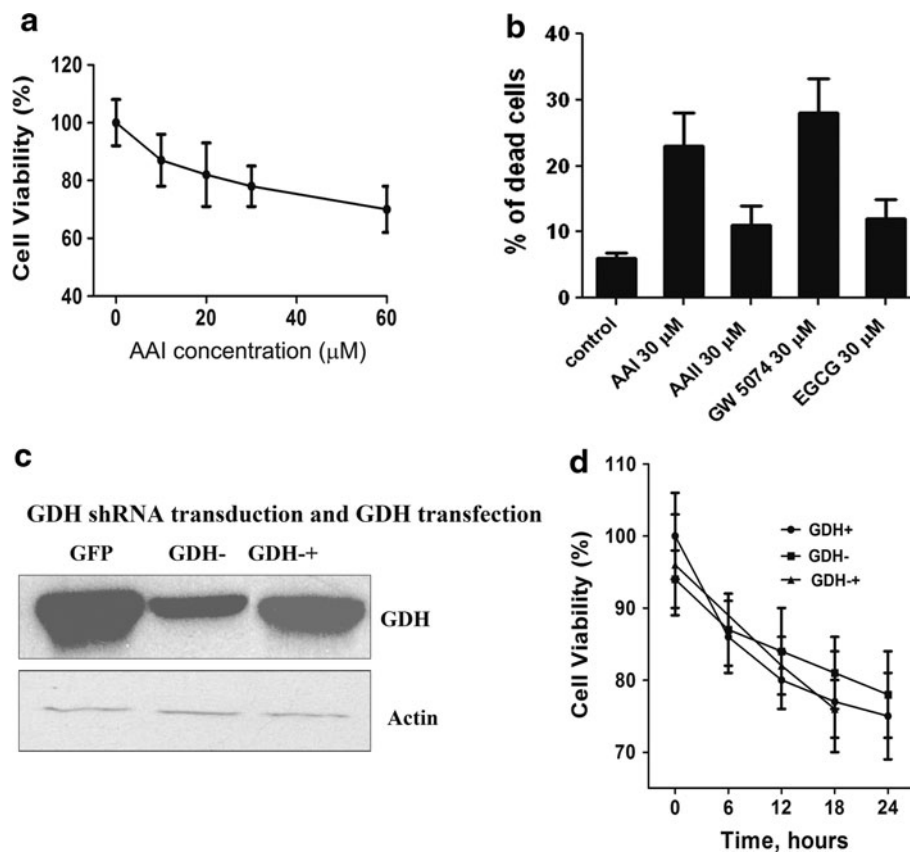 a
120
100
80
60
40
Cell Viability (%)
0 20 40 60
AAI concentration (μM)
b
40
30
20
10
0
% of dead cells
control
AAI 30 μM
AAII 30 μM
GW 5074 30 μM
EGCG 30 μM
c
GDH shRNA transduction and GDH transfection
GFP GDH- GDH-+
GDH
Actin
d
110
100
90
80
70
Cell Viability (%)
GDH+
GDH-
GDH-+
0 6 12 18 24
Time, hours